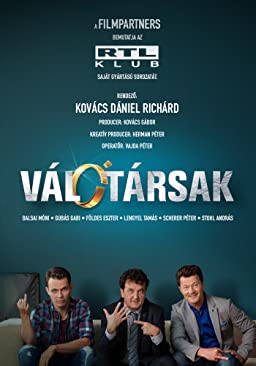 A FILMPARTNERS
BEMUTATJA AZ
RTL
KLUB
SAJÁT GYÁRTÁSÚ SOROZATÁT.
RENDEZŐ:
KOVÁCS DÁNIEL RICHÁRD
PRODUCER: KOVÁCS GÁBOR
KREATÍV PRODUCER: HERMAN PÉTER
OPERATŐR: VAJDA PÉTER
VÁLÓTÁRSAK
BALSAI MÓNI • GUBÁS GABI • FÖLDES ESZTER • LENGYEL TAMÁS • SCHERER PÉTER • STOHL ANDRÁS